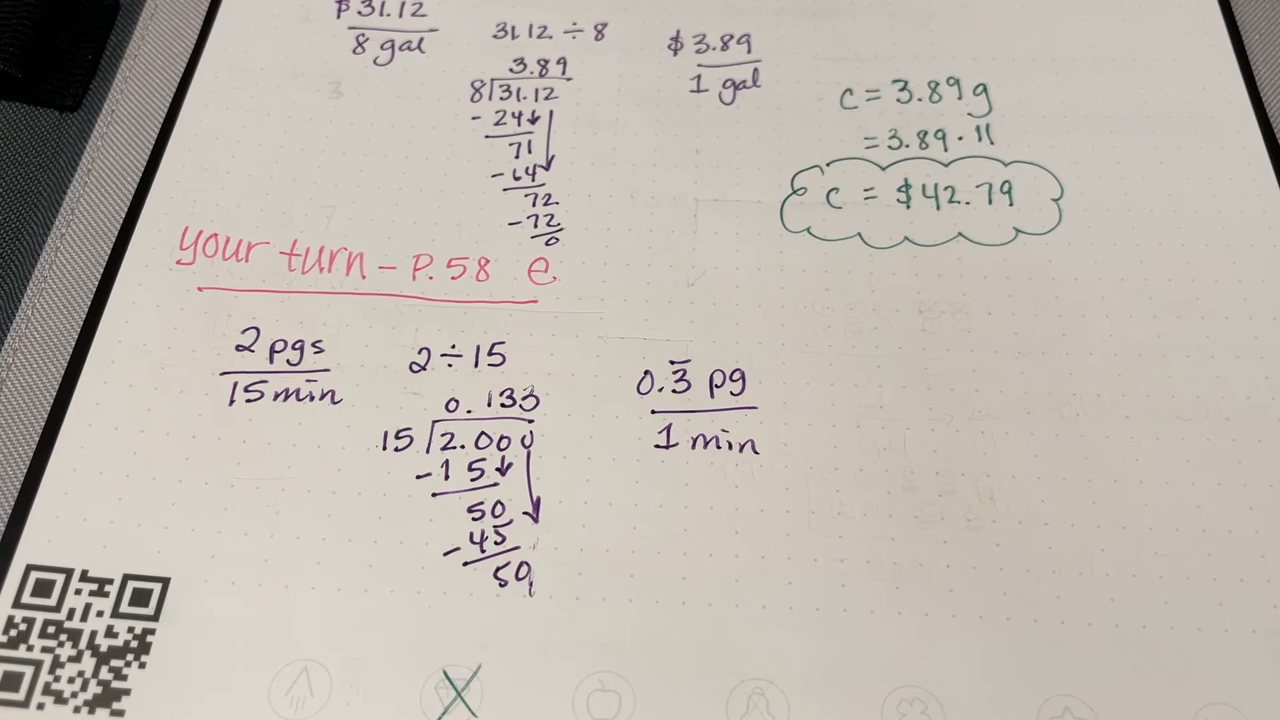 $31.12
8 gal
31.12 ÷ 8
3.89
8 31.12
- 24
71
- 64
72
- 72
0
$3.89
1 gal
c = 3.89g
= 3.89 · 11
c = $42.79
your turn - P. 58 e.
2 pgs
15 min
2 ÷ 15
0.133
15 2.000
- 15
50
- 45
50
0.3̅ pg
1 min